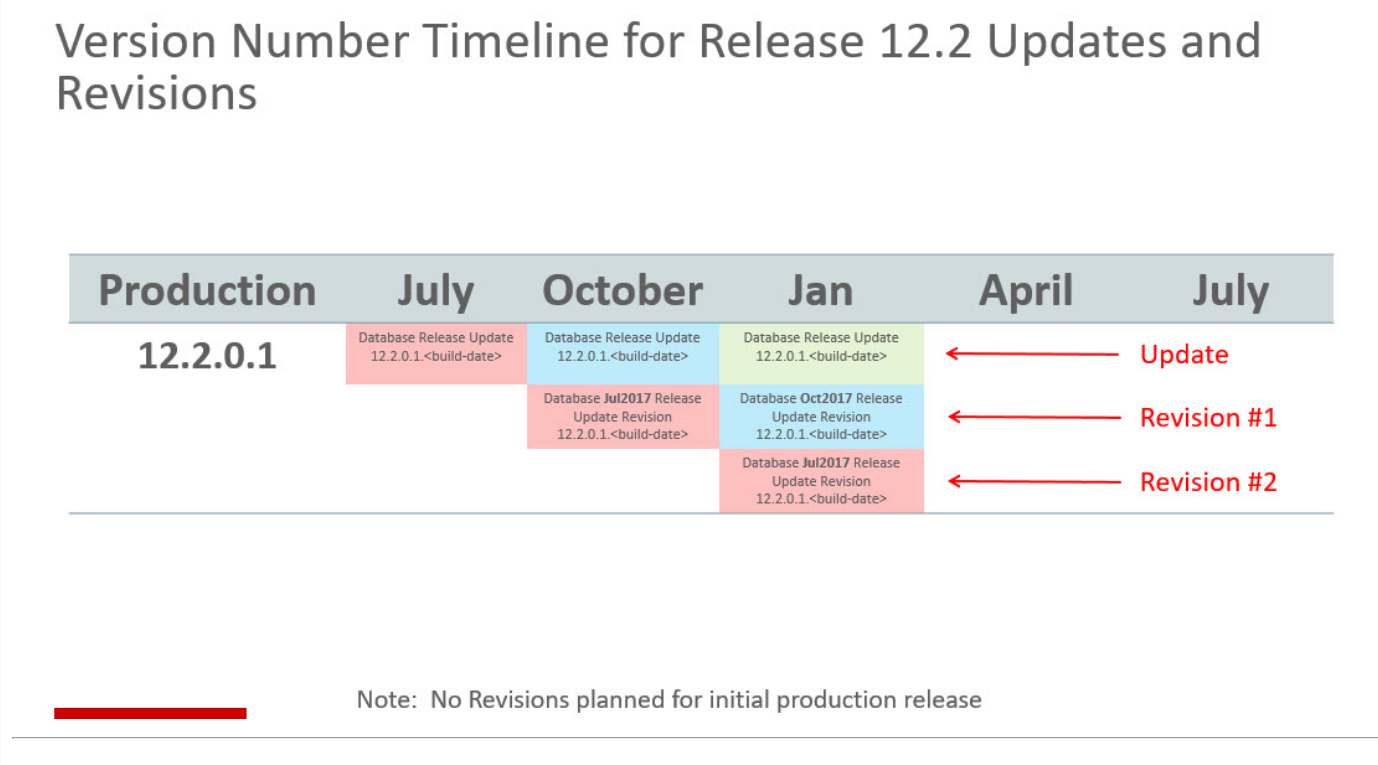 Version Number Timeline for Release 12.2 Updates and
Revisions
Production July October Jan April July
12.2.0.1
Database Release Update
12.2.0.1.<build-date>
Database Release Update
12.2.0.1.<build-date>
Database Release Update
12.2.0.1.<build-date>
Update
Database Jul2017 Release
Update Revision
12.2.0.1.<build-date>
Database Oct2017 Release
Update Revision
12.2.0.1.<build-date>
Revision #1
Database Jul2017 Release
Update Revision
12.2.0.1.<build-date>
Revision #2
Note:  No Revisions planned for initial production release